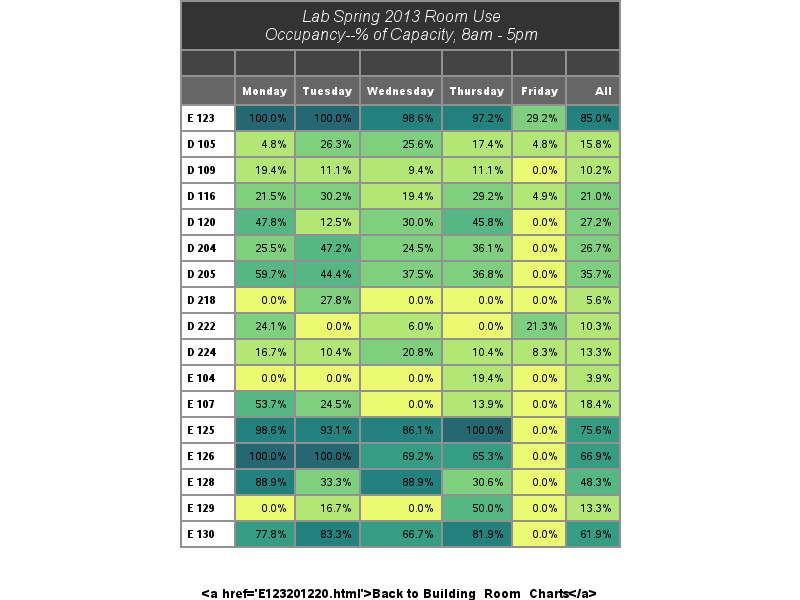 Lab Spring 2013 Room Use
Occupancy--% of Capacity, 8am - 5pm
Monday Tuesday Wednesday Thursday Friday All
E 123 100.0% 100.0% 98.6% 97.2% 29.2% 85.0%
D 105 4.8% 26.3% 25.6% 17.4% 4.8% 15.8%
D 109 19.4% 11.1% 9.4% 11.1% 0.0% 10.2%
D 116 21.5% 30.2% 19.4% 29.2% 4.9% 21.0%
D 120 47.8% 12.5% 30.0% 45.8% 0.0% 27.2%
D 204 25.5% 47.2% 24.5% 36.1% 0.0% 26.7%
D 205 59.7% 44.4% 37.5% 36.8% 0.0% 35.7%
D 218 0.0% 27.8% 0.0% 0.0% 0.0% 5.6%
D 222 24.1% 0.0% 6.0% 0.0% 21.3% 10.3%
D 224 16.7% 10.4% 20.8% 10.4% 8.3% 13.3%
E 104 0.0% 0.0% 0.0% 19.4% 0.0% 3.9%
E 107 53.7% 24.5% 0.0% 13.9% 0.0% 18.4%
E 125 98.6% 93.1% 86.1% 100.0% 0.0% 75.6%
E 126 100.0% 100.0% 69.2% 65.3% 0.0% 66.9%
E 128 88.9% 33.3% 88.9% 30.6% 0.0% 48.3%
E 129 0.0% 16.7% 0.0% 50.0% 0.0% 13.3%
E 130 77.8% 83.3% 66.7% 81.9% 0.0% 61.9%
<a href='E123201220.html'>Back to Building_Room_Charts</a>